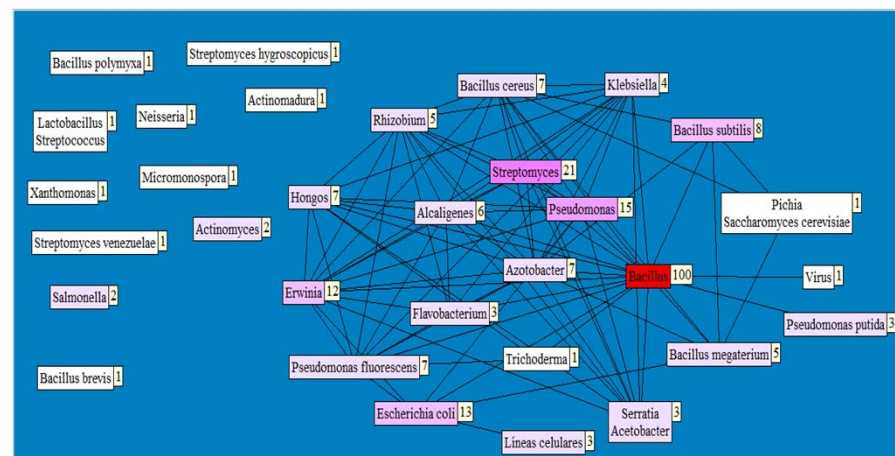 Streptomyces hygroscopicus 1
Bacillus polymyxa 1
Bacillus cereus 7
Klebsiella 4
Actinomadura 1
Neisseria 1
Rhizobium 5
Lactobacillus 1
Streptococcus
Bacillus subtilis 8
Streptomyces 21
Micromonospora 1
Xanthomonas 1
Hongos 7
Alcaligenes 6
Pseudomonas 15
Pichia 1
Saccharomyces cerevisiae
Actinomyces 2
Streptomyces venezuelae 1
Azotobacter 7
Bacillus 100
Virus 1
Erwinia 12
Salmonella 2
Flavobacterium 3
Pseudomonas putida 3
Pseudomonas fluorescens 7
Trichoderma 1
Bacillus megaterium 5
Bacillus brevis 1
Escherichia coli 13
Serratia 3
Acetobacter
Lineas celulares 3